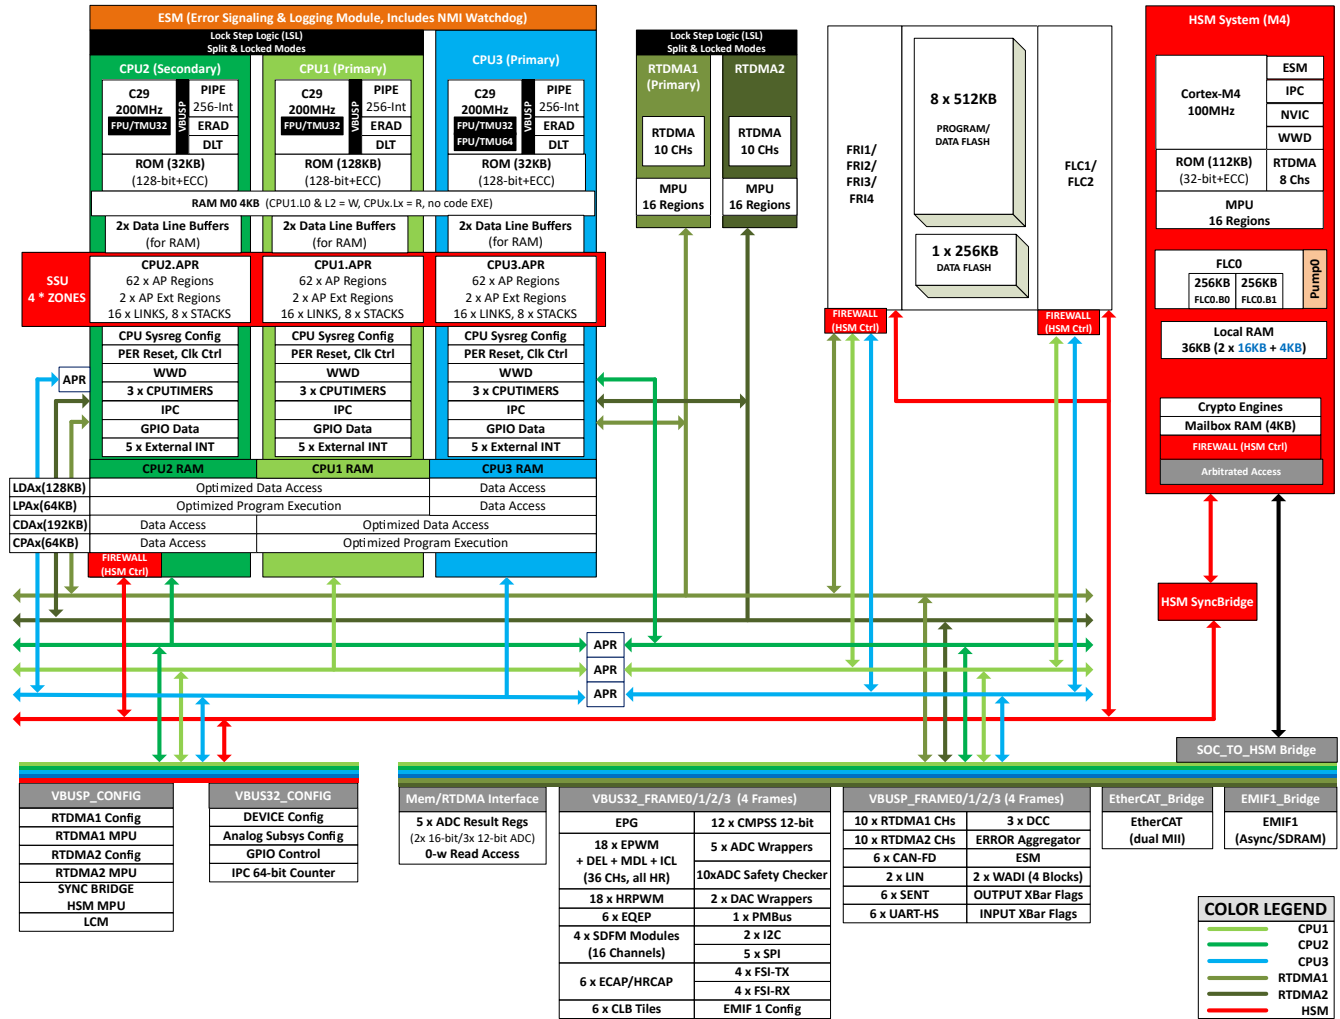 ESM (Error Signaling & Logging Module, Includes NMI Watchdog)
Lock Step Logic (LSL)
Split & Locked Modes
CPU2 (Secondary)
C29
200MHz
FPU/TMU32
VBUSP
PIPE
256-Int
ERAD
DLT
ROM (32KB)
(128-bit+ECC)
CPU1 (Primary)
C29
200MHz
FPU/TMU32
VBUSP
PIPE
256-Int
ERAD
DLT
ROM (128KB)
(128-bit+ECC)
CPU3 (Primary)
C29
200MHz
FPU/TMU32
FPU/TMU64
VBUSP
PIPE
256-Int
ERAD
DLT
ROM (32KB)
(128-bit+ECC)
RAM M0 4KB (CPU1.L0 & L2 = W, CPUx.Lx = R, no code EXE)
2x Data Line Buffers
(for RAM)
2x Data Line Buffers
(for RAM)
2x Data Line Buffers
(for RAM)
SSU
4 * ZONES
CPU2.APR
62 x AP Regions
2 x AP Ext Regions
16 x LINKS, 8 x STACKS
CPU1.APR
62 x AP Regions
2 x AP Ext Regions
16 x LINKS, 8 x STACKS
CPU3.APR
62 x AP Regions
2 x AP Ext Regions
16 x LINKS, 8 x STACKS
APR
CPU Sysreg Config
PER Reset, Clk Ctrl
WWD
3 x CPUTIMERS
IPC
GPIO Data
5 x External INT
CPU Sysreg Config
PER Reset, Clk Ctrl
WWD
3 x CPUTIMERS
IPC
GPIO Data
5 x External INT
CPU Sysreg Config
PER Reset, Clk Ctrl
WWD
3 x CPUTIMERS
IPC
GPIO Data
5 x External INT
CPU2 RAM
CPU1 RAM
CPU3 RAM
LDAx(128KB)
Optimized Data Access
Data Access
LPAx(64KB)
Optimized Program Execution
Data Access
CDAx(192KB)
Data Access
Optimized Data Access
CPAx(64KB)
Data Access
Optimized Program Execution
FIREWALL
(HSM Ctrl)
Lock Step Logic (LSL)
Split & Locked Modes
RTDMA1
(Primary)
RTDMA
10 CHs
MPU
16 Regions
RTDMA2
RTDMA
10 CHs
MPU
16 Regions
FRI1/
FRI2/
FRI3/
FRI4
8 x 512KB
PROGRAM/
DATA FLASH
1 x 256KB
DATA FLASH
FLC1/
FLC2
FIREWALL
(HSM Ctrl)
FIREWALL
(HSM Ctrl)
HSM System (M4)
Cortex-M4
100MHz
ESM
IPC
NVIC
WWD
ROM (112KB)
(32-bit+ECC)
RTDMA
8 Chs
MPU
16 Regions
FLC0
256KB
FLC0.B0
256KB
FLC0.B1
Pump0
Local RAM
36KB (2 x 16KB + 4KB)
Crypto Engines
Mailbox RAM (4KB)
FIREWALL (HSM Ctrl)
Arbitrated Access
HSM SyncBridge
APR
APR
APR
SOC_TO_HSM Bridge
VBUSP_CONFIG
RTDMA1 Config
RTDMA1 MPU
RTDMA2 Config
RTDMA2 MPU
SYNC BRIDGE
HSM MPU
LCM
VBUS32_CONFIG
DEVICE Config
Analog Subsys Config
GPIO Control
IPC 64-bit Counter
Mem/RTDMA Interface
5 x ADC Result Regs
(2x 16-bit/3x 12-bit ADC)
0-w Read Access
VBUS32_FRAME0/1/2/3 (4 Frames)
EPG
18 x EPWM
+ DEL + MDL + ICL
(36 CHs, all HR)
18 x HRPWM
6 x EQEP
4 x SDFM Modules
(16 Channels)
6 x ECAP/HRCAP
6 x CLB Tiles
12 x CMPSS 12-bit
5 x ADC Wrappers
10xADC Safety Checker
2 x DAC Wrappers
1 x PMBus
2 x I2C
5 x SPI
4 x FSI-TX
4 x FSI-RX
EMIF 1 Config
VBUSP_FRAME0/1/2/3 (4 Frames)
10 x RTDMA1 CHs
10 x RTDMA2 CHs
6 x CAN-FD
2 x LIN
6 x SENT
6 x UART-HS
3 x DCC
ERROR Aggregator
ESM
2 x WADI (4 Blocks)
OUTPUT XBar Flags
INPUT XBar Flags
EtherCAT_Bridge
EtherCAT
(dual MII)
EMIF1_Bridge
EMIF1
(Async/SDRAM)
COLOR LEGEND
CPU1
CPU2
CPU3
RTDMA1
RTDMA2
HSM